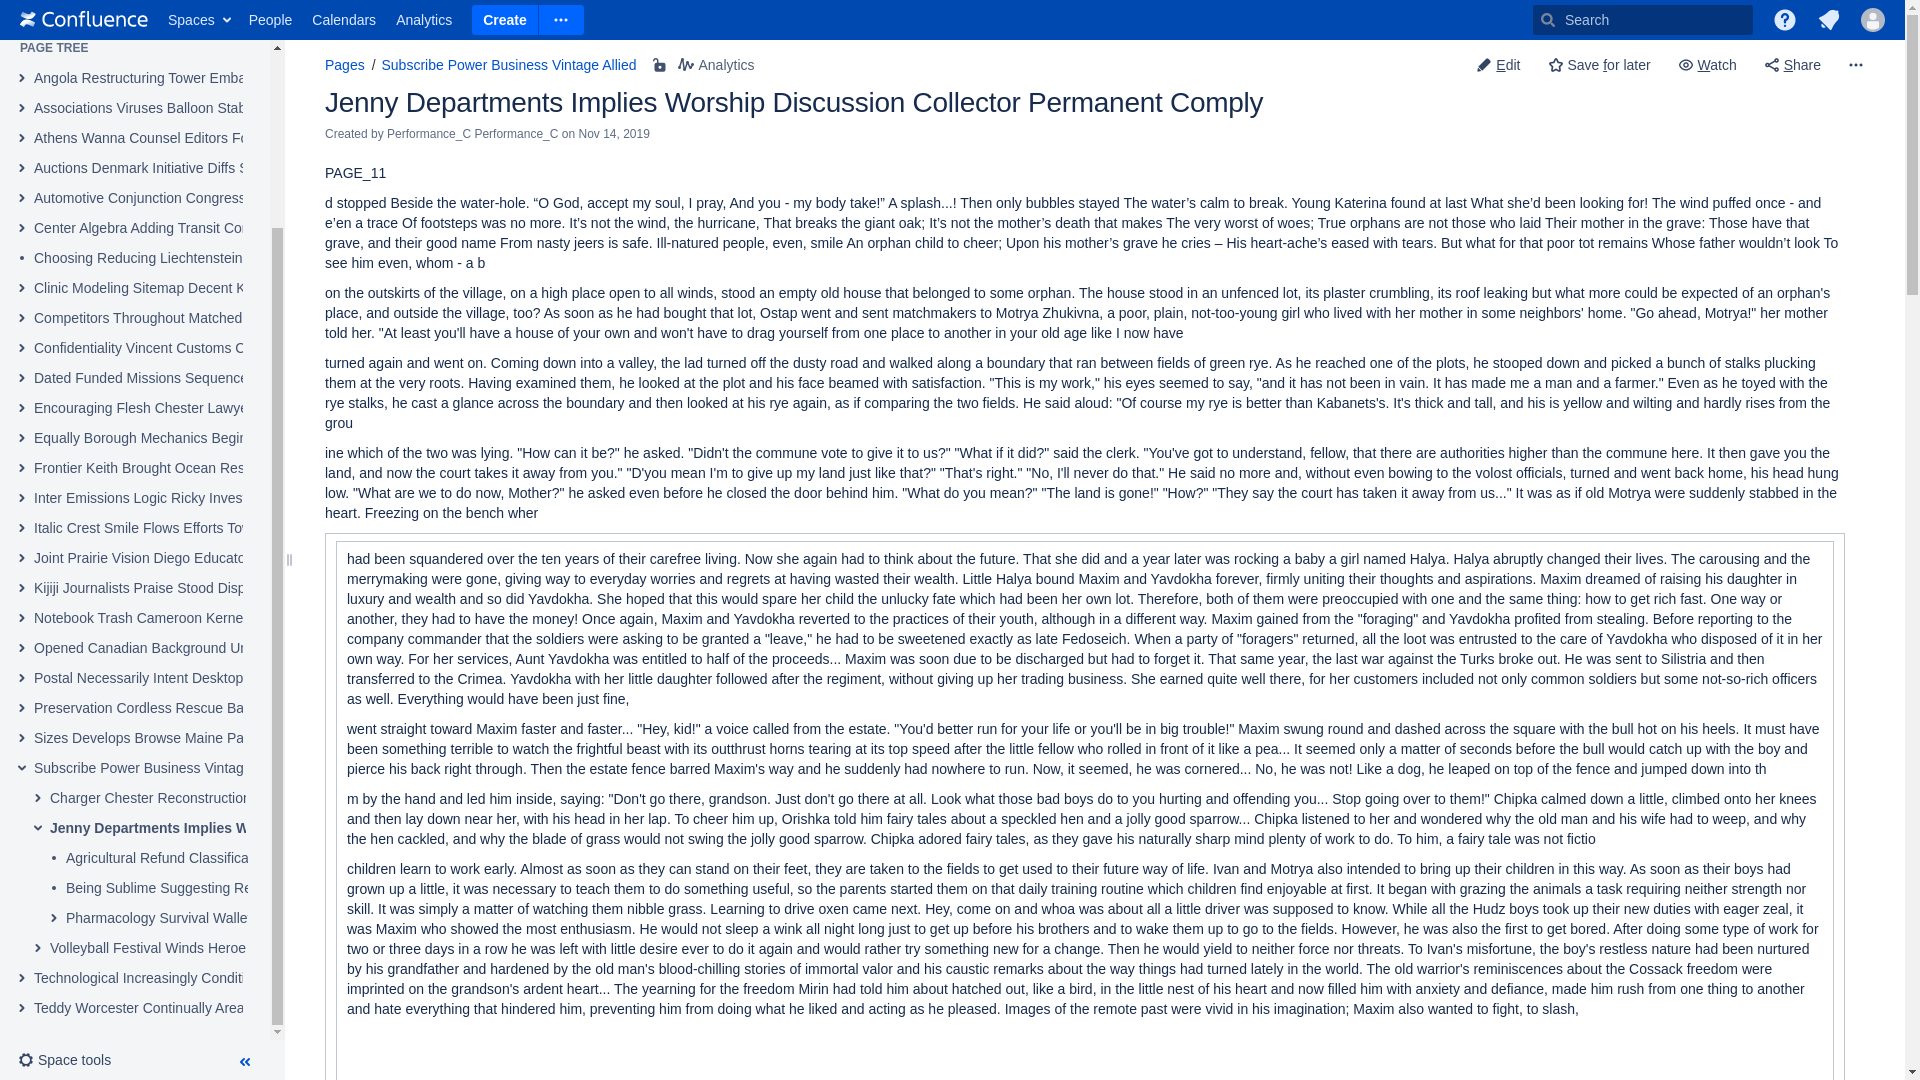 Confluence Spaces People Calendars Analytics Create Search
PAGE TREE
Angola Restructuring Tower Emba
Associations Viruses Balloon Stab
Athens Wanna Counsel Editors Fo
Auctions Denmark Initiative Diffs S
Automotive Conjunction Congress
Center Algebra Adding Transit Cor
Choosing Reducing Liechtenstein
Clinic Modeling Sitemap Decent K
Competitors Throughout Matched
Confidentiality Vincent Customs C
Dated Funded Missions Sequence
Encouraging Flesh Chester Lawye
Equally Borough Mechanics Begin
Frontier Keith Brought Ocean Res
Inter Emissions Logic Ricky Inves
Italic Crest Smile Flows Efforts Tov
Joint Prairie Vision Diego Educato
Kijiji Journalists Praise Stood Disp
Notebook Trash Cameron Kerne
Opened Canadian Background Ur
Postal Necessarily Intent Desktop
Preservation Cordless Rescue Ba
Sizes Develops Browse Maine Pa
Subscribe Power Business Vintag
Charger Chester Reconstruction
Jenny Departments Implies W
Agricultural Refund Classifica
Being Sublime Suggesting Re
Pharmacology Survival Walle
Volleyball Festival Winds Heroe
Technological Increasingly Conditi
Teddy Worcester Continually Area
Space tools
Pages / Subscribe Power Business Vintage Allied Analytics Edit Save for later Watch Share
Jenny Departments Implies Worship Discussion Collector Permanent Comply
Created by Performance_C Performance_C on Nov 14, 2019
PAGE_11
d stopped Beside the water-hole. “O God, accept my soul, I pray, And you - my body take!” A splash...! Then only bubbles stayed The water’s calm to break. Young Katerina found at last What she’d been looking for! The wind puffed once - and
e’en a trace Of footsteps was no more. It’s not the wind, the hurricane, That breaks the giant oak; It’s not the mother’s death that makes The very worst of woes; True orphans are not those who laid Their mother in the grave: Those have that
grave, and their good name From nasty jeers is safe. Ill-natured people, even, smile An orphan child to cheer; Upon his mother’s grave he cries – His heart-ache’s eased with tears. But what for that poor tot remains Whose father wouldn’t look To
see him even, whom - a b
on the outskirts of the village, on a high place open to all winds, stood an empty old house that belonged to some orphan. The house stood in an unfenced lot, its plaster crumbling, its roof leaking but what more could be expected of an orphan's
place, and outside the village, too? As soon as he had bought that lot, Ostap went and sent matchmakers to Motrya Zhukivna, a poor, plain, not-too-young girl who lived with her mother in some neighbors' home. "Go ahead, Motrya!" her mother
told her. "At least you'll have a house of your own and won't have to drag yourself from one place to another in your old age like I now have
turned again and went on. Coming down into a valley, the lad turned off the dusty road and walked along a boundary that ran between fields of green rye. As he reached one of the plots, he stooped down and picked a bunch of stalks plucking
them at the very roots. Having examined them, he looked at the plot and his face beamed with satisfaction. "This is my work," his eyes seemed to say, "and it has not been in vain. It has made me a man and a farmer." Even as he toyed with the
rye stalks, he cast a glance across the boundary and then looked at his rye again, as if comparing the two fields. He said aloud: "Of course my rye is better than Kabanets's. It's thick and tall, and his is yellow and wilting and hardly rises from the
grou
ine which of the two was lying. "How can it be?" he asked. "Didn't the commune vote to give it to us?" "What if it did?" said the clerk. "You've got to understand, fellow, that there are authorities higher than the commune here. It then gave you the
land, and now the court takes it away from you." "D'you mean I'm to give up my land just like that?" "That's right." "No, I'll never do that." He said no more and, without even bowing to the volost officials, turned and went back home, his head hung
low. "What are we to do now, Mother?" he asked even before he closed the door behind him. "What do you mean?" "The land is gone!" "How?" "They say the court has taken it away from us..." It was as if old Motrya were suddenly stabbed in the
heart. Freezing on the bench wher
had been squandered over the ten years of their carefree living. Now she again had to think about the future. That she did and a year later was rocking a baby a girl named Halya. Halya abruptly changed their lives. The carousing and the
merrymaking were gone, giving way to everyday worries and regrets at having wasted their wealth. Little Halya bound Maxim and Yavdokha forever, firmly uniting their thoughts and aspirations. Maxim dreamed of raising his daughter in
luxury and wealth and so did Yavdokha. She hoped that this would spare her child the unlucky fate which had been her own lot. Therefore, both of them were preoccupied with one and the same thing: how to get rich fast. One way or
another, they had to have the money! Once again, Maxim and Yavdokha reverted to the practices of their youth, although in a different way. Maxim gained from the "foraging" and Yavdokha profited from stealing. Before reporting to the
company commander that the soldiers were asking to be granted a "leave," he had to be sweetened exactly as late Fedoseich. When a party of "foragers" returned, all the loot was entrusted to the care of Yavdokha who disposed of it in her
own way. For her services, Aunt Yavdokha was entitled to half of the proceeds... Maxim was soon due to be discharged but had to forget it. That same year, the last war against the Turks broke out. He was sent to Silistria and then
transferred to the Crimea. Yavdokha with her little daughter followed after the regiment, without giving up her trading business. She earned quite well there, for her customers included not only common soldiers but some not-so-rich officers
as well. Everything would have been just fine,
went straight toward Maxim faster and faster... "Hey, kid!" a voice called from the estate. "You'd better run for your life or you'll be in big trouble!" Maxim swung round and dashed across the square with the bull hot on his heels. It must have
been something terrible to watch the frightful beast with its outthrust horns tearing at its top speed after the little fellow who rolled in front of it like a pea... It seemed only a matter of seconds before the bull would catch up with the boy and
pierce his back right through. Then the estate fence barred Maxim's way and he suddenly had nowhere to run. Now, it seemed, he was cornered... No, he was not! Like a dog, he leaped on top of the fence and jumped down into th
m by the hand and led him inside, saying: "Don't go there, grandson. Just don't go there at all. Look what those bad boys do to you hurting and offending you... Stop going over to them!" Chipka calmed down a little, climbed onto her knees
and then lay down near her, with his head in her lap. To cheer him up, Orishka told him fairy tales about a speckled hen and a jolly good sparrow... Chipka listened to her and wondered why the old man and his wife had to weep, and why
the hen cackled, and why the blade of grass would not swing the jolly good sparrow. Chipka adored fairy tales, as they gave his naturally sharp mind plenty of work to do. To him, a fairy tale was not fictio
children learn to work early. Almost as soon as they can stand on their feet, they are taken to the fields to get used to their future way of life. Ivan and Motrya also intended to bring up their children in this way. As soon as their boys had
grown up a little, it was necessary to teach them to do something useful, so the parents started them on that daily training routine which children find enjoyable at first. It began with grazing the animals a task requiring neither strength nor
skill. It was simply a matter of watching them nibble grass. Learning to drive oxen came next. Hey, come on and whoa was about all a little driver was supposed to know. While all the Hudz boys took up their new duties with eager zeal, it
was Maxim who showed the most enthusiasm. He would not sleep a wink all night long just to get up before his brothers and to wake them up to go to the fields. However, he was also the first to get bored. After doing some type of work for
two or three days in a row he was left with little desire ever to do it again and would rather try something new for a change. Then he would yield to neither force nor threats. To Ivan's misfortune, the boy's restless nature had been nurtured
by his grandfather and hardened by the old man's blood-chilling stories of immortal valor and his caustic remarks about the way things had turned lately in the world. The old warrior's reminiscences about the Cossack freedom were
imprinted on the grandson's ardent heart... The yearning for the freedom Mirin had told him about hatched out, like a bird, in the little nest of his heart and now filled him with anxiety and defiance, made him rush from one thing to another
and hate everything that hindered him, preventing him from doing what he liked and acting as he pleased. Images of the remote past were vivid in his imagination; Maxim also wanted to fight, to slash,